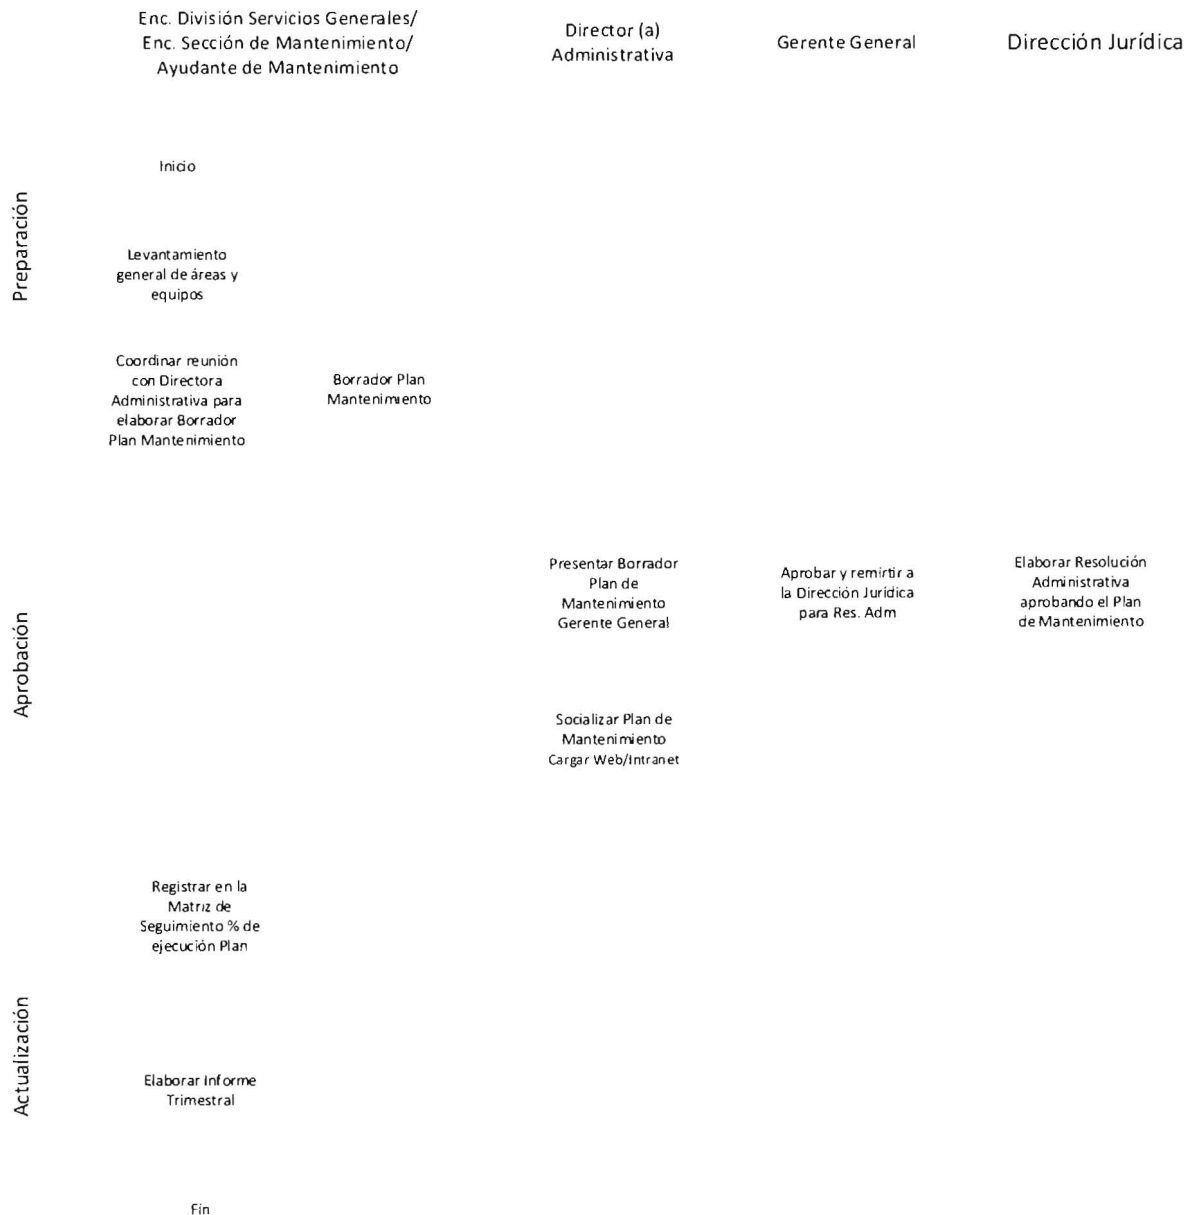 Enc. División Servicios Generales/
Enc. Sección de Mantenimiento/
Ayudante de Mantenimiento
Director (a)
Administrativa
Gerente General
Dirección Jurídica
Preparación
Inicio
Levantamiento
general de áreas y
equipos
Coordinar reunión
con Directora
Administrativa para
elaborar Borrador
Plan Mantenimiento
Borrador Plan
Mantenimiento
Aprobación
Presentar Borrador
Plan de
Mantenimiento
Gerente General
Aprobar y remirtir a
la Dirección Jurídica
para Res. Adm
Elaborar Resolución
Administrativa
aprobando el Plan
de Mantenimiento
Socializar Plan de
Mantenimiento
Cargar Web/Intranet
Actualización
Registrar en la
Matriz de
Seguimiento % de
ejecución Plan
Elaborar Informe
Trimestral
Fin